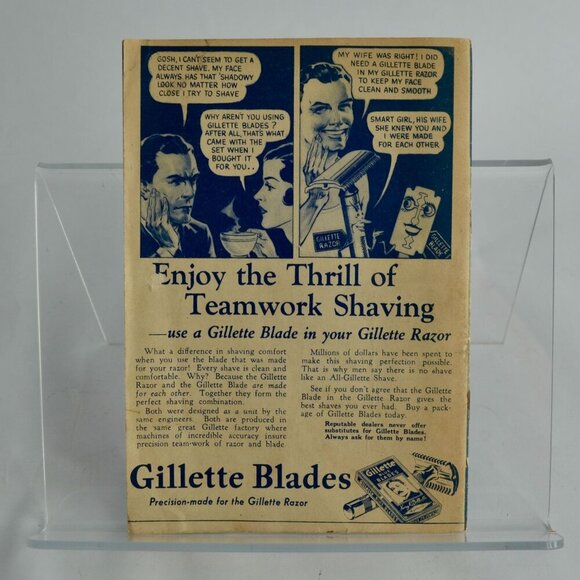 GOSH, I CAN'T SEEM TO GET A
DECENT SHAVE. MY FACE
ALWAYS HAS THAT 'SHADOWY'
LOOK NO MATTER HOW
CLOSE I TRY TO SHAVE
WHY ARENT YOU USING
GILLETTE BLADES?
AFTER ALL, THATS WHAT
CAME WITH THE
SET WHEN I
BOUGHT IT
FOR YOU..
MY WIFE WAS RIGHT! I DID
NEED A GILLETTE BLADE
IN MY GILLETTE RAZOR
TO KEEP MY FACE
CLEAN AND SMOOTH
SMART GIRL, HIS WIFE
SHE KNEW YOU AND I
WERE MADE
FOR EACH OTHER
GILLETTE
RAZOR
GILLETTE
BLADE
Enjoy the Thrill of
Teamwork Shaving
—use a Gillette Blade in your Gillette Razor
What a difference in shaving comfort
when you use the blade that was made
for your razor! Every shave is clean and
comfortable. Why? Because the Gillette
Razor and the Gillette Blade are made
for each other. Together they form the
perfect shaving combination.
Both were designed as a unit by the
same engineers. Both are produced in
the same great Gillette factory where
machines of incredible accuracy insure
precision team-work of razor and blade.
Millions of dollars have been spent to
make this shaving perfection possible.
That is why men say there is no shave
like an All-Gillette Shave.
See if you don't agree that the Gillette
Blade in the Gillette Razor gives the
best shaves you ever had. Buy a pack-
age of Gillette Blades today.
Reputable dealers never offer
substitutes for Gillette Blades.
Always ask for them by name!
Gillette Blades
Precision-made for the Gillette Razor
Gillette
BLADES